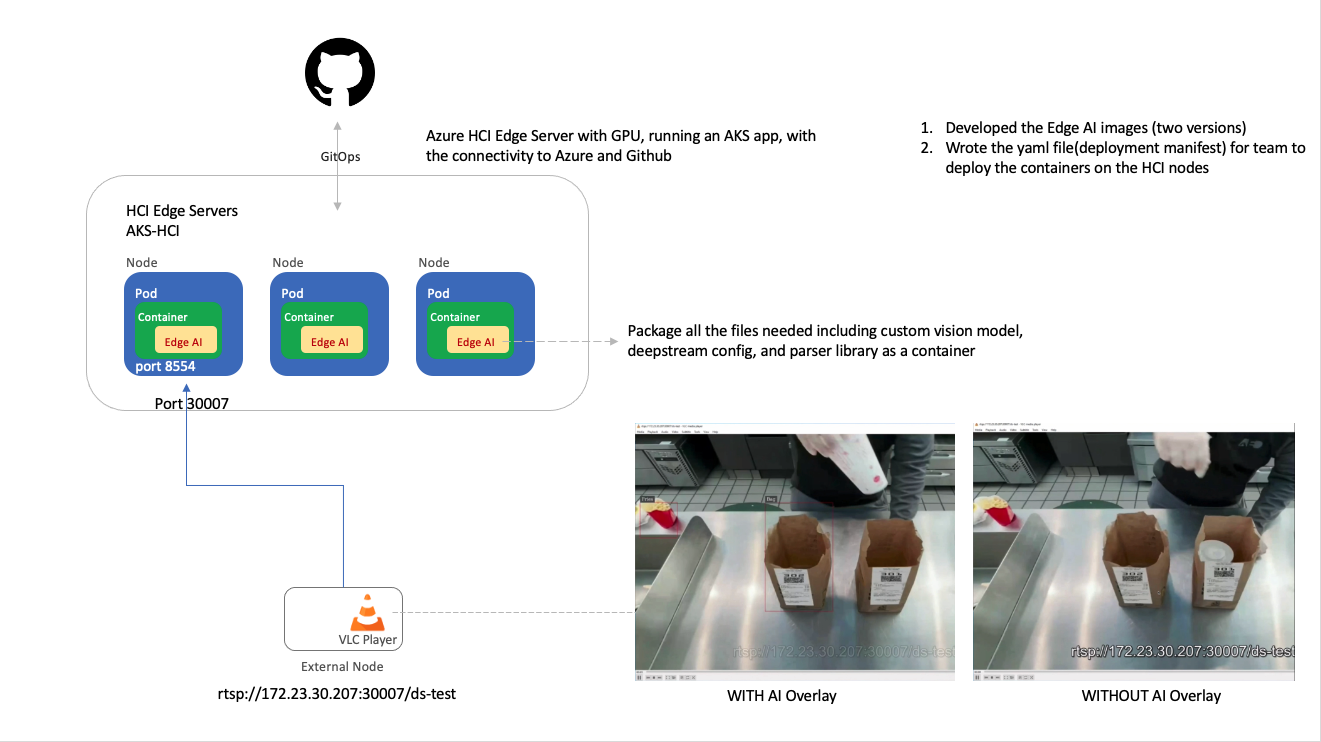 GitOps
Azure HCI Edge Server with GPU, running an AKS app, with
the connectivity to Azure and Github
1. Developed the Edge AI images (two versions)
2. Wrote the yaml file(deployment manifest) for team to
deploy the containers on the HCI nodes
HCI Edge Servers
AKS-HCI
Node
Pod
Container
Edge AI
port 8554
Node
Pod
Container
Edge AI
Node
Pod
Container
Edge AI
Port 30007
Package all the files needed including custom vision model,
deepstream config, and parser library as a container
VLC Player
External Node
rtsp://172.23.30.207:30007/ds-test
Fries
Bag
302
301
rtsp://172.23.30.207:30007/ds-test
WITH AI Overlay
302
301
rtsp://172.23.30.207:30007/ds-test
WITHOUT AI Overlay